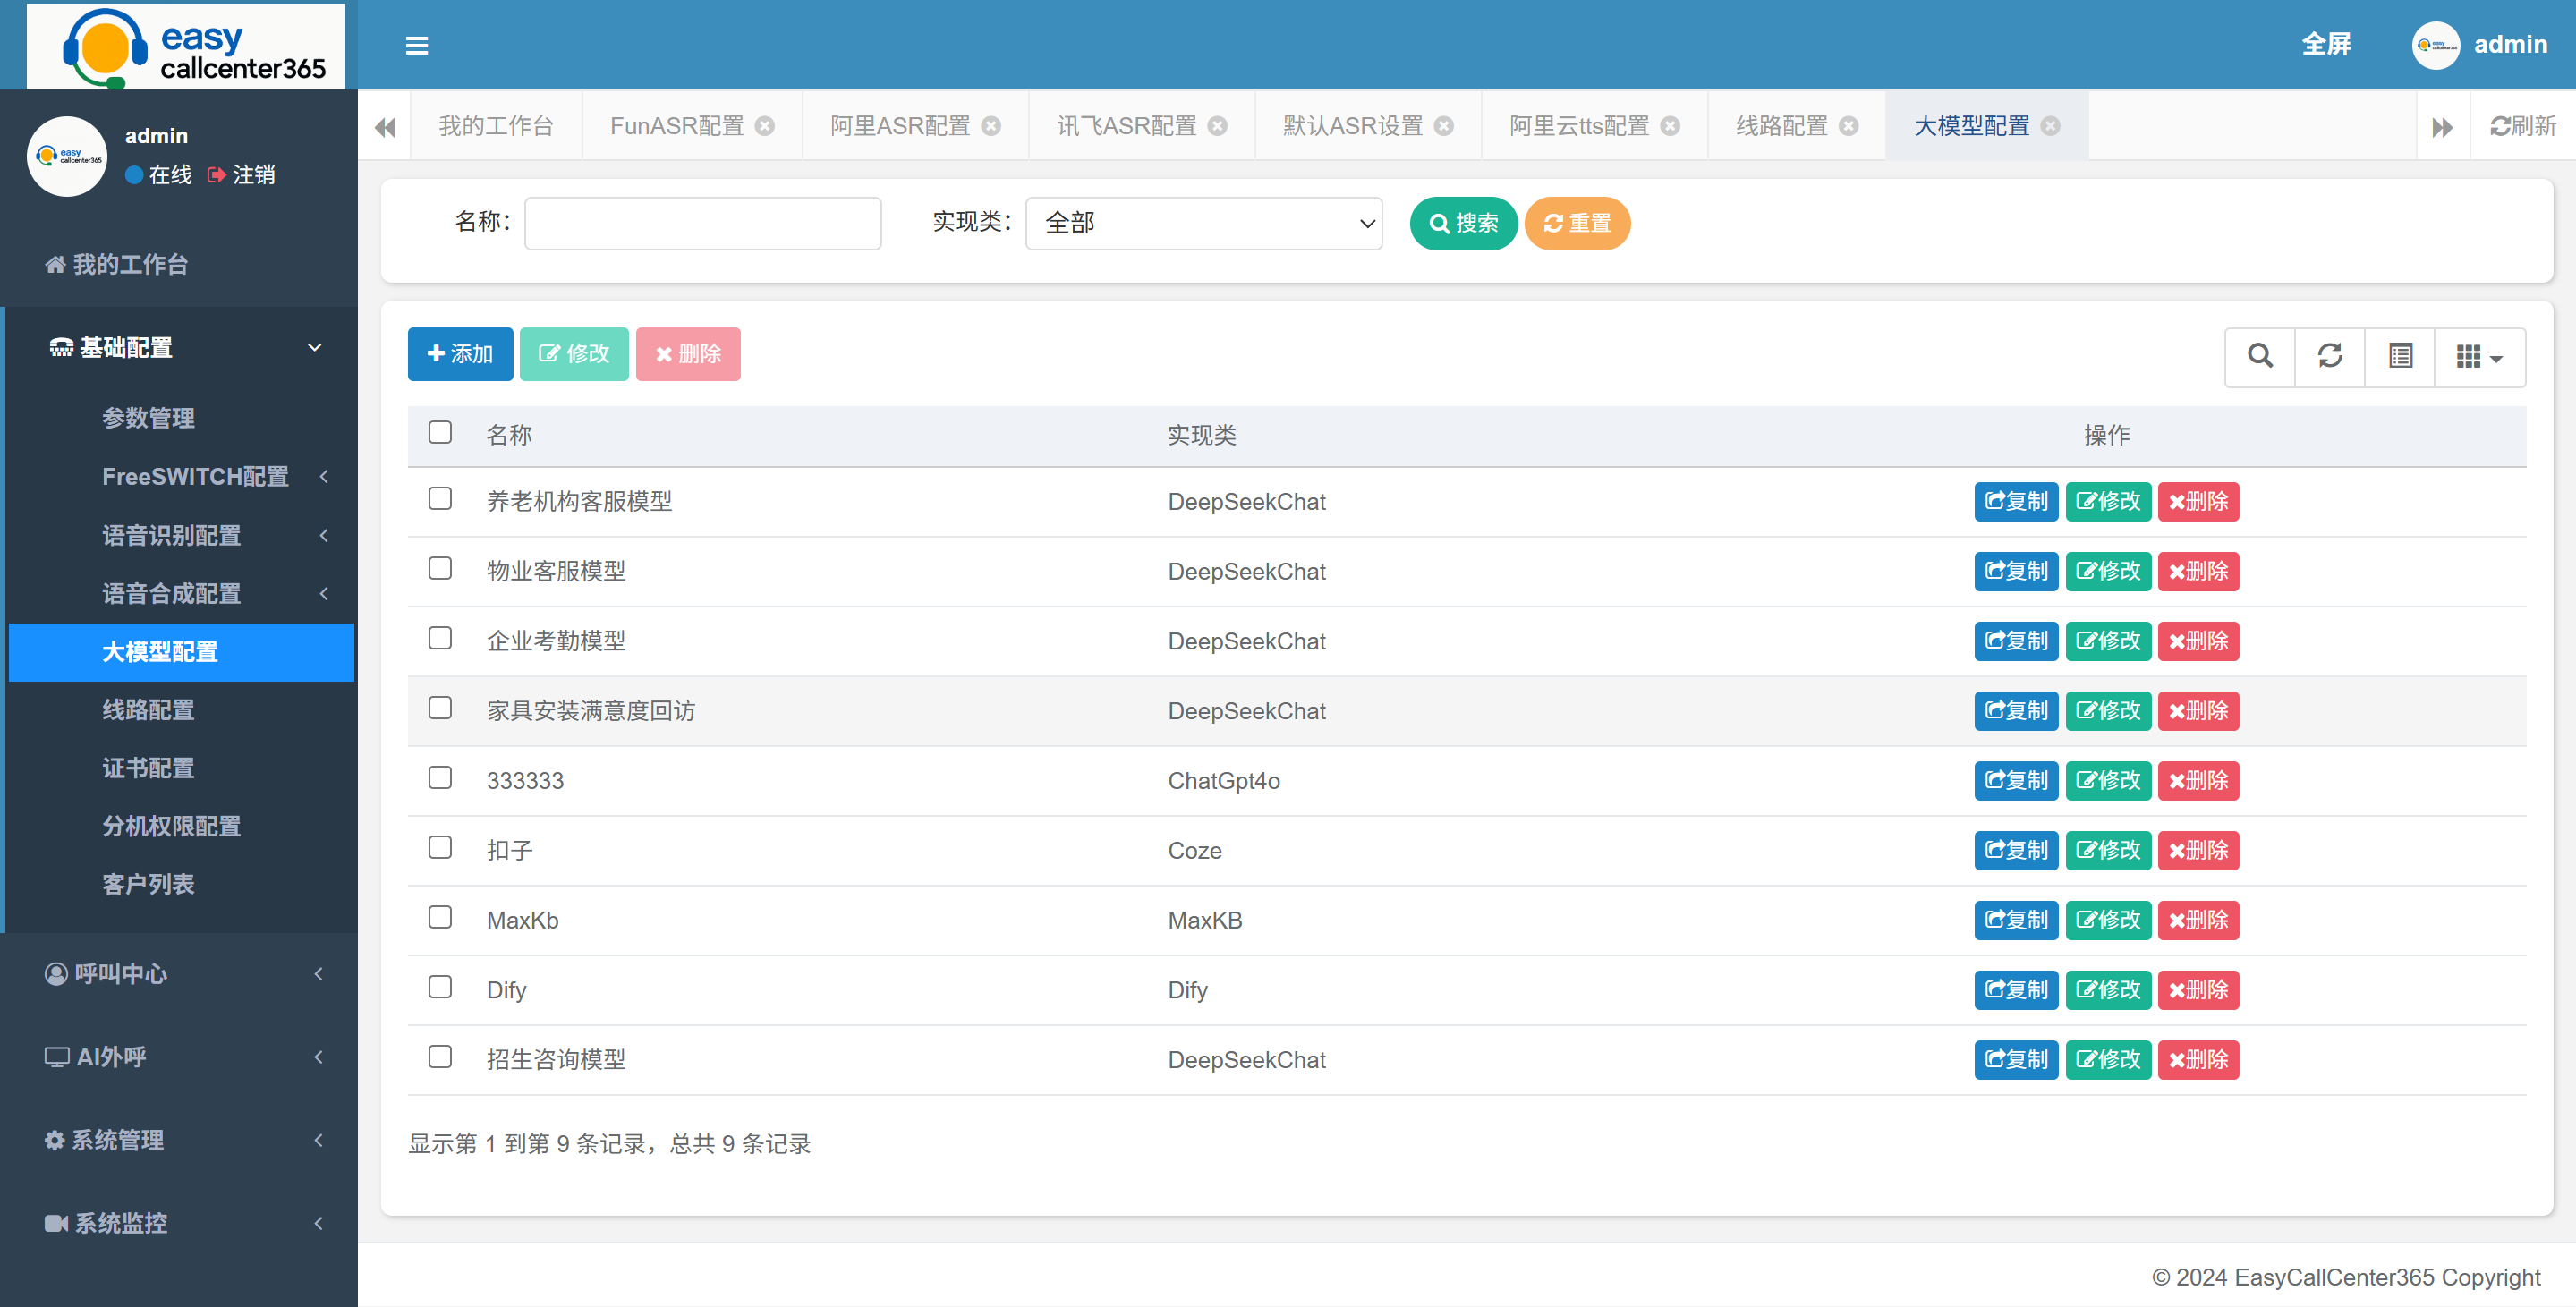 easy
callcenter365
全屏
admin
admin
在线 注销
我的工作台 FunASR配置 阿里ASR配置 讯飞ASR配置 默认ASR设置 阿里云tts配置 线路配置 大模型配置 刷新
我的工作台
基础配置
参数管理
FreeSWITCH配置
语音识别配置
语音合成配置
大模型配置
线路配置
证书配置
分机权限配置
客户列表
呼叫中心
AI外呼
系统管理
系统监控
名称： 实现类： 全部 搜索 重置
添加 修改 删除
名称 实现类 操作
养老机构客服模型 DeepSeekChat 复制 修改 删除
物业客服模型 DeepSeekChat 复制 修改 删除
企业考勤模型 DeepSeekChat 复制 修改 删除
家具安装满意度回访 DeepSeekChat 复制 修改 删除
333333 ChatGpt4o 复制 修改 删除
扣子 Coze 复制 修改 删除
MaxKb MaxKB 复制 修改 删除
Dify Dify 复制 修改 删除
招生咨询模型 DeepSeekChat 复制 修改 删除
显示第 1 到第 9 条记录，总共 9 条记录
© 2024 EasyCallCenter365 Copyright